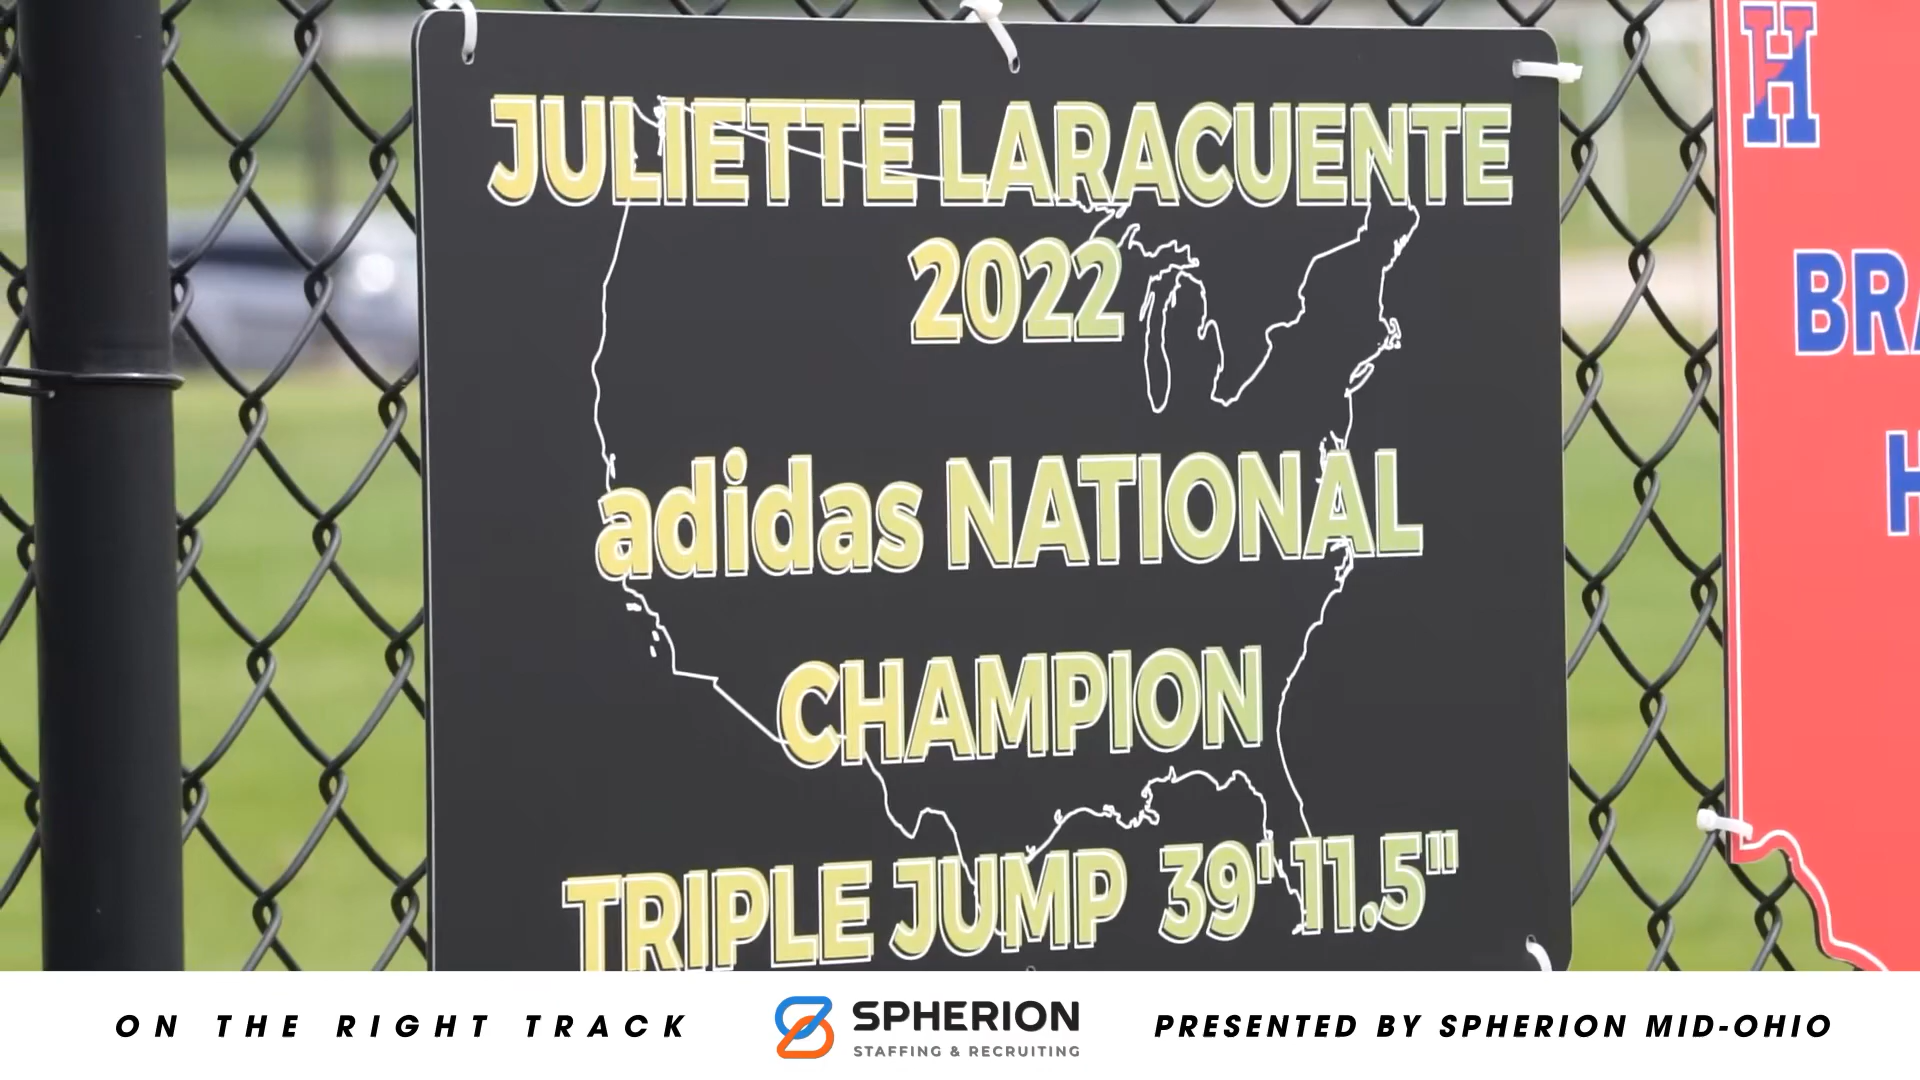 JULIETTE LARACUENTE
2022
adidas NATIONAL
CHAMPION
TRIPLE JUMP 39' 11.5"
H
BRA
H
ON THE RIGHT TRACK
SPHERION
STAFFING & RECRUITING
PRESENTED BY SPHERION MID-OHIO